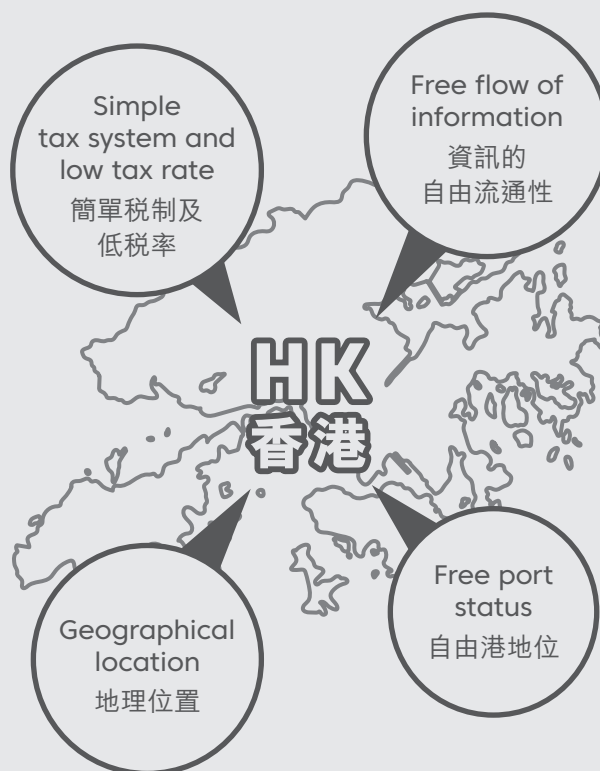 Simple
tax system and
low tax rate
簡單税制及
低税率
Free flow of
information
資訊的
自由流通性
HK
香港
Geographical
location
地理位置
Free port
status
自由港地位